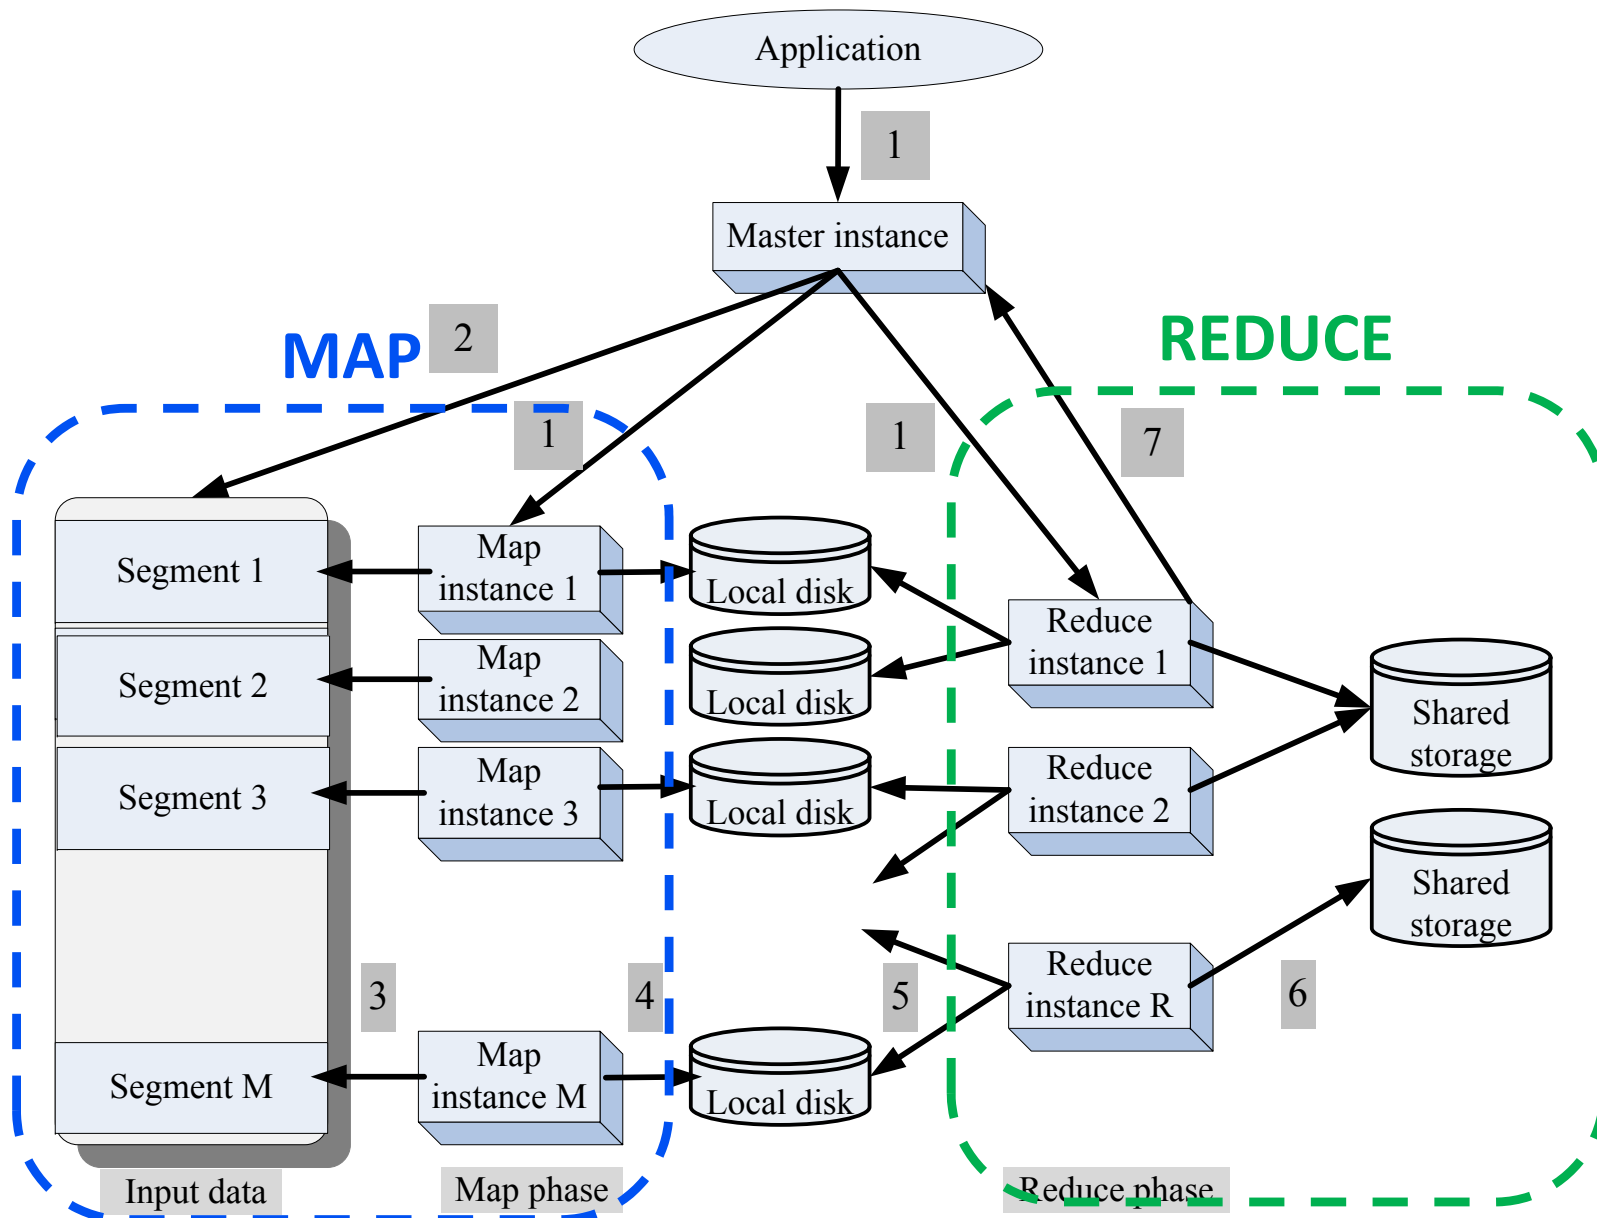 Application
1
Master instance
2
MAP
REDUCE
1
1
7
Segment 1
Map
instance 1
Local disk
Reduce
instance 1
Segment 2
Map
instance 2
Local disk
Shared
storage
Segment 3
Map
instance 3
Local disk
Reduce
instance 2
Shared
storage
3
4
5
Reduce
instance R
6
Segment M
Map
instance M
Local disk
Input data
Map phase
Reduce phase